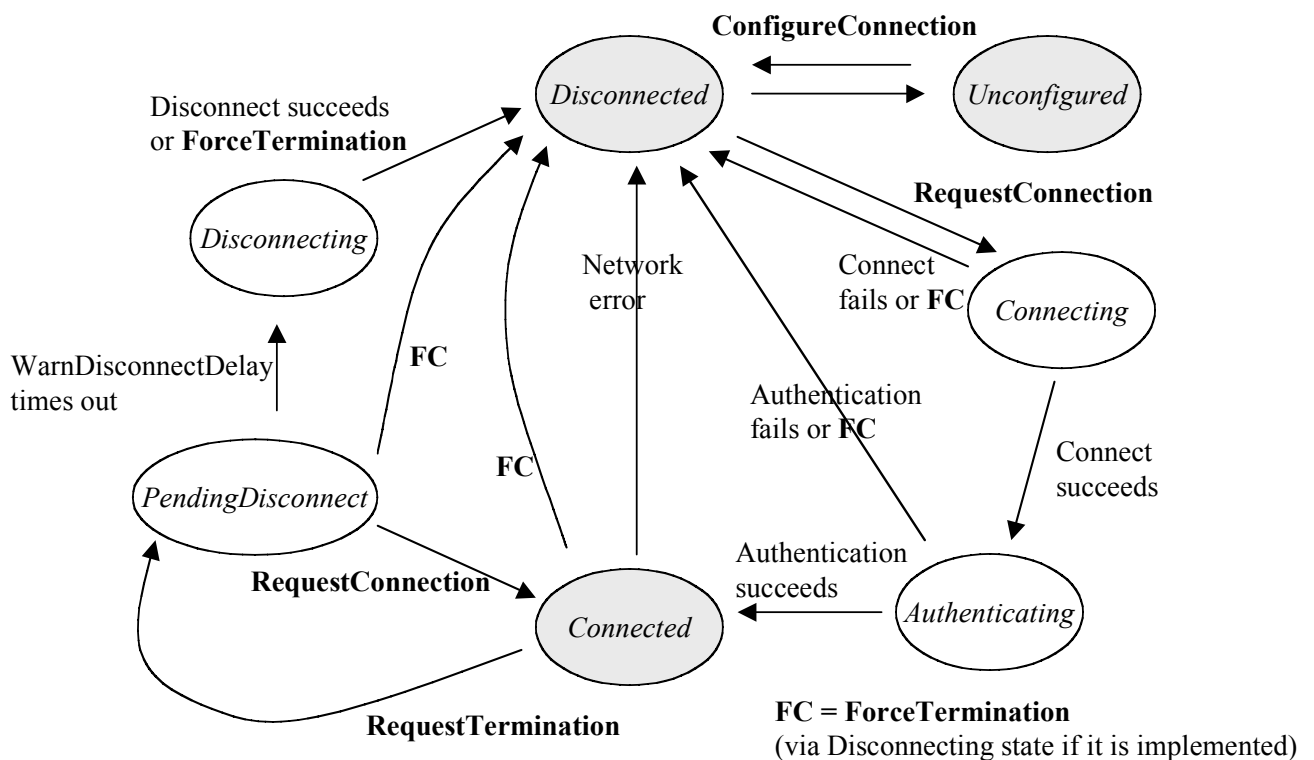 ConfigureConnection
Disconnected
Unconfigured
Disconnect succeeds
or ForceTermination
RequestConnection
Disconnecting
Network
error
Connect
fails or FC
Connecting
WarnDisconnectDelay
times out
FC
Authentication
fails or FC
Connect
succeeds
FC
PendingDisconnect
RequestConnection
Authentication
succeeds
Connected
Authenticating
RequestTermination
FC = ForceTermination
(via Disconnecting state if it is implemented)